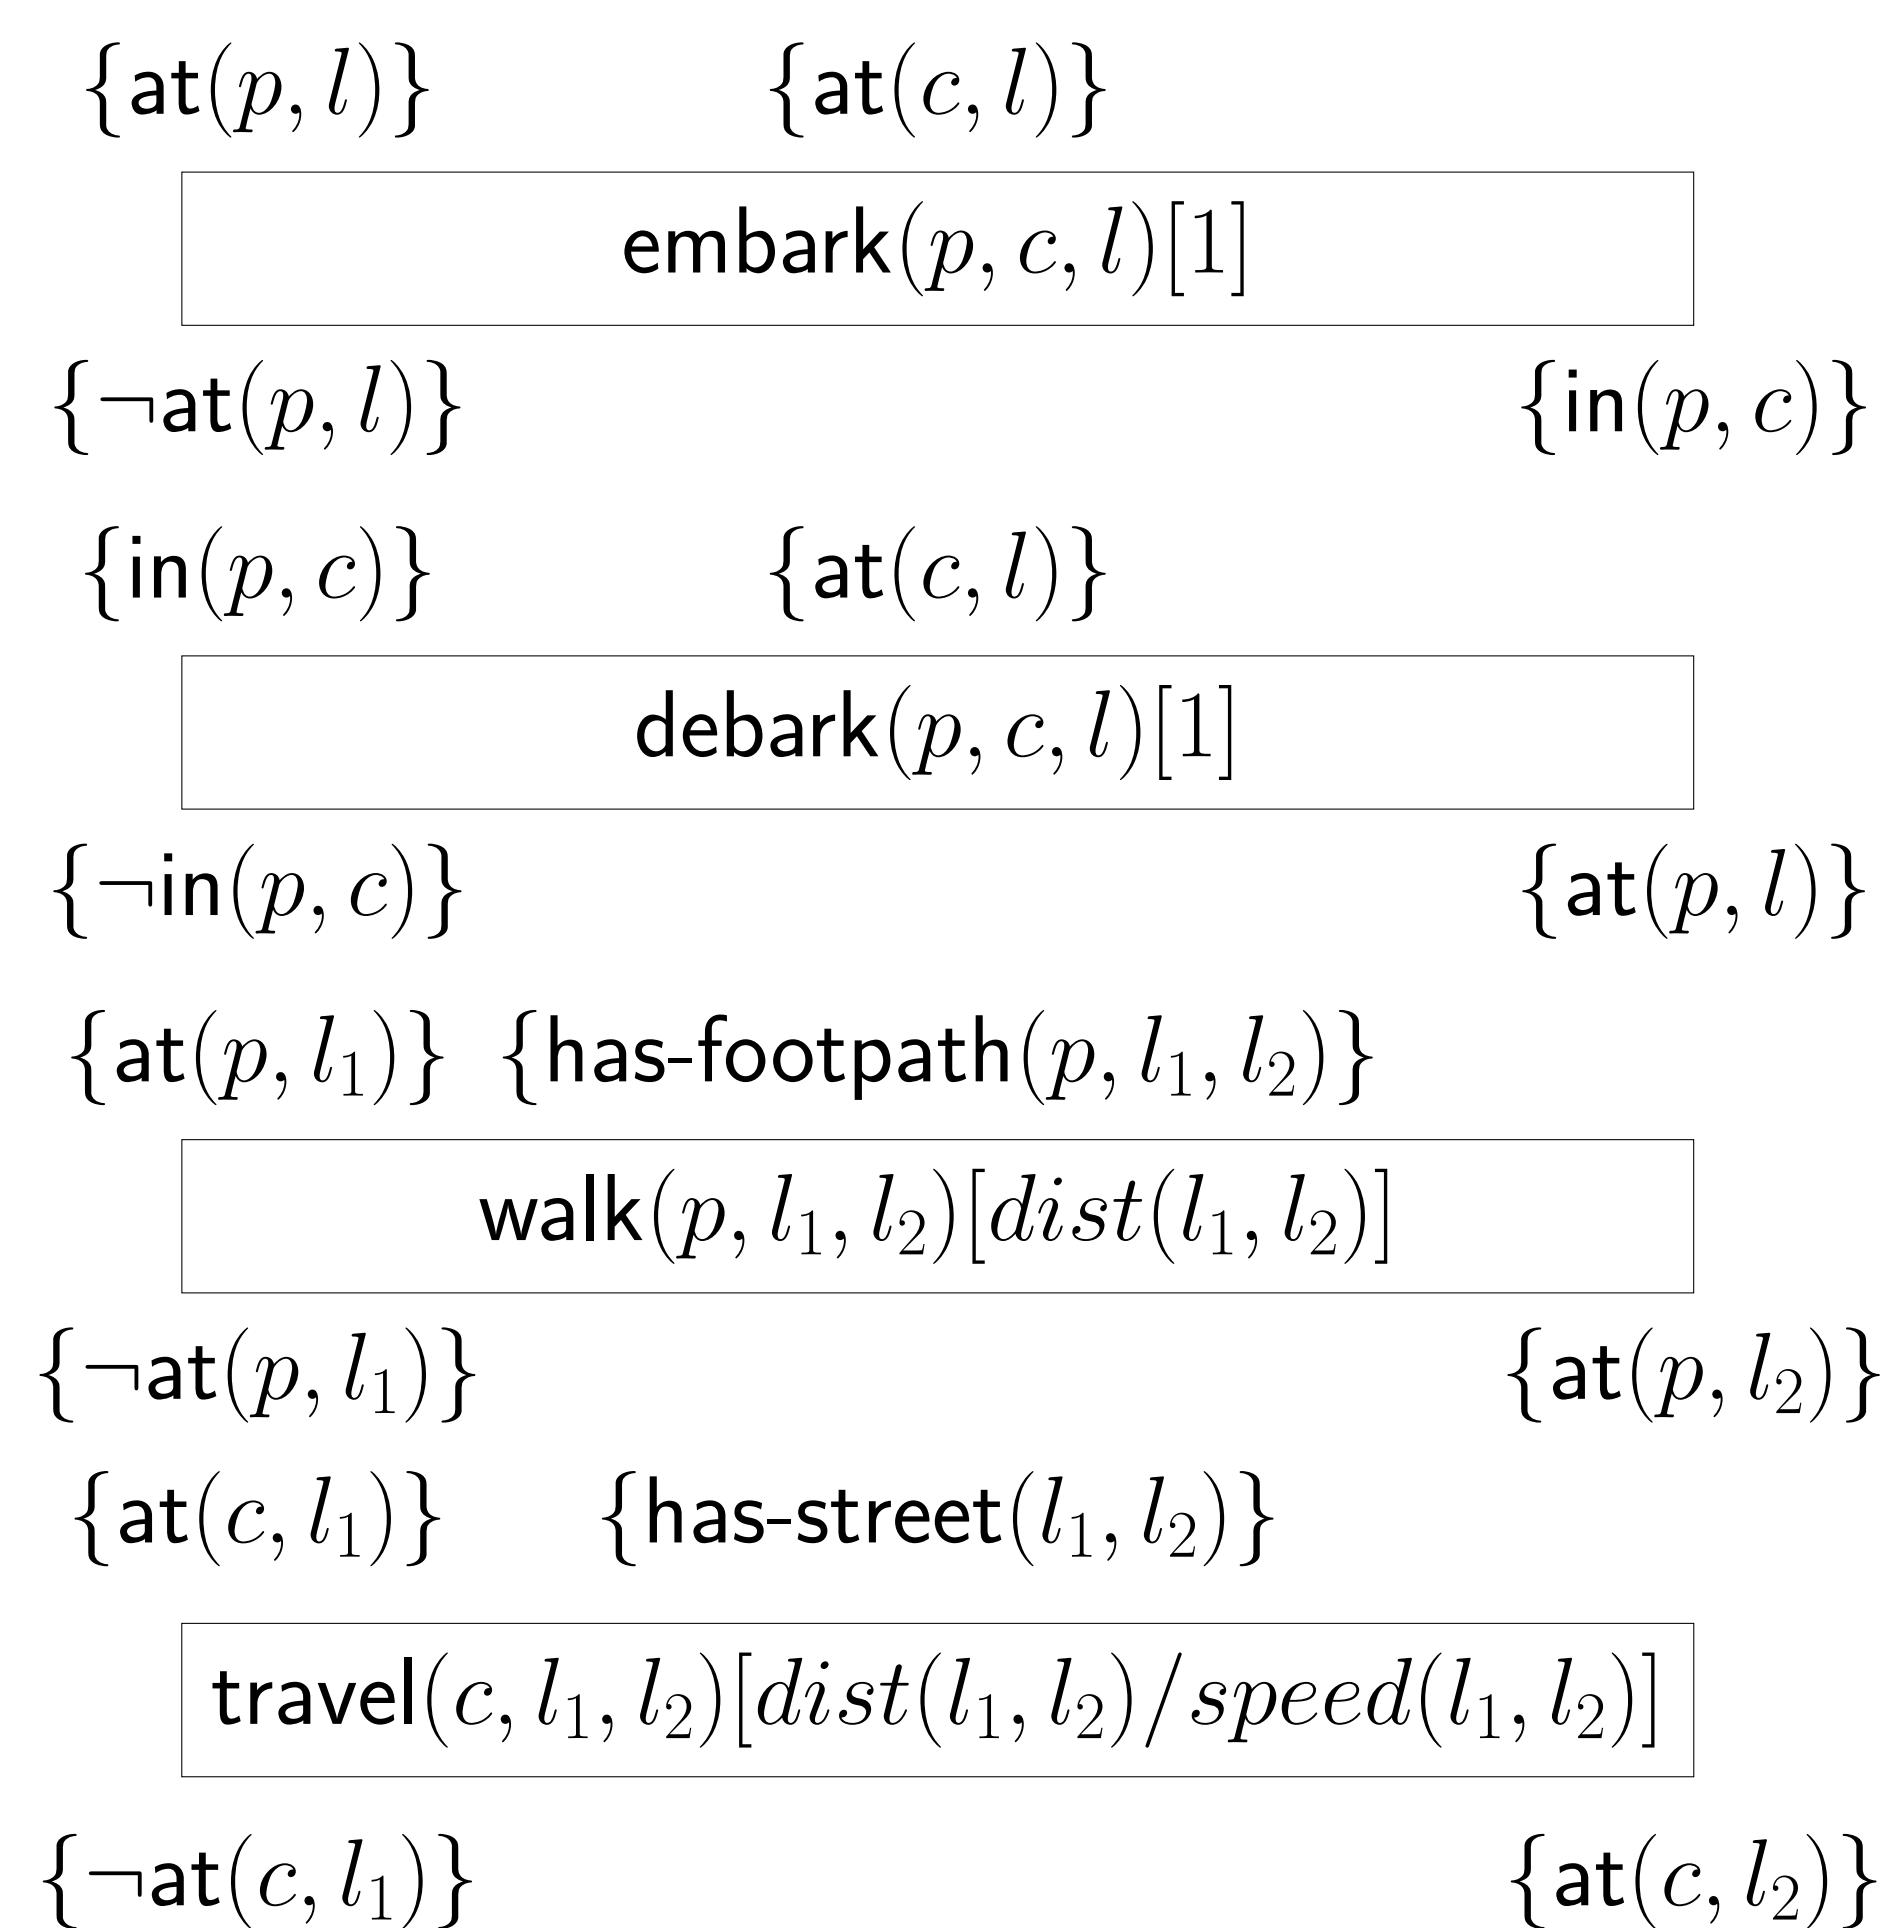 {at(p, l)} {at(c, l)}
embark(p, c, l)[1]
{¬at(p, l)} {in(p, c)}
{in(p, c)} {at(c, l)}
debark(p, c, l)[1]
{¬in(p, c)} {at(p, l)}
{at(p, l₁)} {has-footpath(p, l₁, l₂)}
walk(p, l₁, l₂)[dist(l₁, l₂)]
{¬at(p, l₁)} {at(p, l₂)}
{at(c, l₁)} {has-street(l₁, l₂)}
travel(c, l₁, l₂)[dist(l₁, l₂)/speed(l₁, l₂)]
{¬at(c, l₁)} {at(c, l₂)}